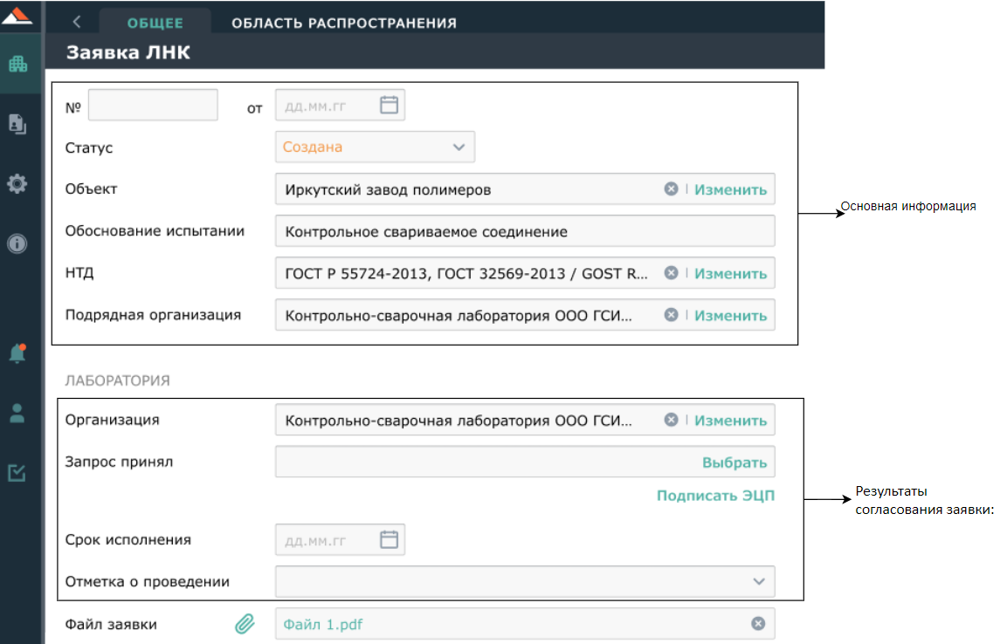 ОБЩЕЕ ОБЛАСТЬ РАСПРОСТРАНЕНИЯ
Заявка ЛНК
№ от дд.мм.гг
Статус Создана
Объект Иркутский завод полимеров Изменить
Основная информация
Обоснование испытании Контрольное свариваемое соединение
НТД ГОСТ Р 55724-2013, ГОСТ 32569-2013 / GOST R... Изменить
Подрядная организация Контрольно-сварочная лаборатория ООО ГСИ... Изменить
ЛАБОРАТОРИЯ
Организация Контрольно-сварочная лаборатория ООО ГСИ... Изменить
Запрос принял Выбрать
Подписать ЭЦП
Результаты
согласования заявки:
Срок исполнения дд.мм.гг
Отметка о проведении
Файл заявки Файл 1.pdf